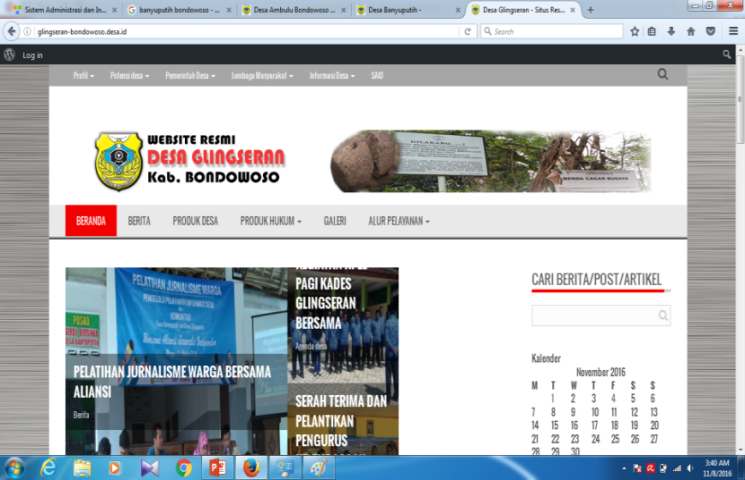 Sistem Administrasi dan In...
banyuputih bondowoso - ...
Desa Ambulu Bondowoso ...
Desa Banyuputih -
Desa Glingseran - Situs Res...
glingseran-bondowoso.desa.id
Search
Log in
Profil
Potensi desa
Pemerintah Desa
Lembaga Masyarakat
Informasi Desa
SAID
WEBSITE RESMI
DESA GLINGSERAN
Kab. BONDOWOSO
DILARANG
BENDA CAGAR BUDAYA
BERANDA
BERITA
PRODUK DESA
PRODUK HUKUM
GALERI
ALUR PELAYANAN
PELATIHAN JURNALISME WARGA
KOMUNITAS
POSKO
PELATIHAN JURNALISME WARGA BERSAMA
ALIANSI
Berita
PAGI KADES
GLINGSERAN
BERSAMA
Agenda desa
SERAH TERIMA DAN
PELANTIKAN
PENGURUS
CARI BERITA/POST/ARTIKEL
Kalender
November 2016
M T W T F S S
1 2 3 4 5 6
7 8 9 10 11 12 13
14 15 16 17 18 19 20
21 22 23 24 25 26 27
28 29 30
3:40 AM
11/8/2016